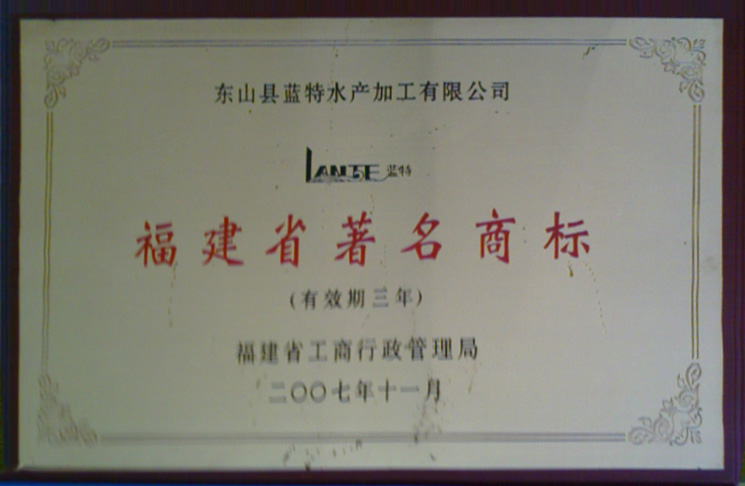 东山县蓝特水产加工有限公司
LANTE 蓝特
福建省著名商标
(有效期三年)
福建省工商行政管理局
二〇〇七年十一月